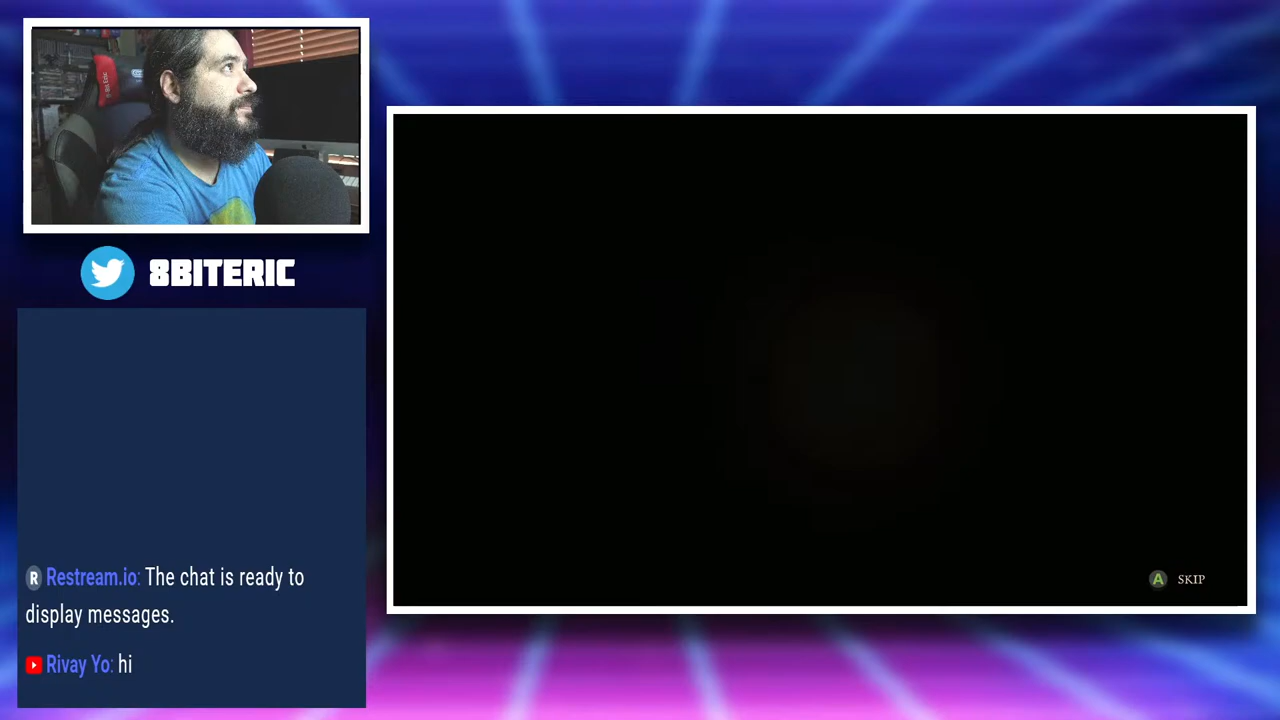 8BITERIC
R Restream.io: The chat is ready to
display messages.
Rivay Yo: hi
A SKIP